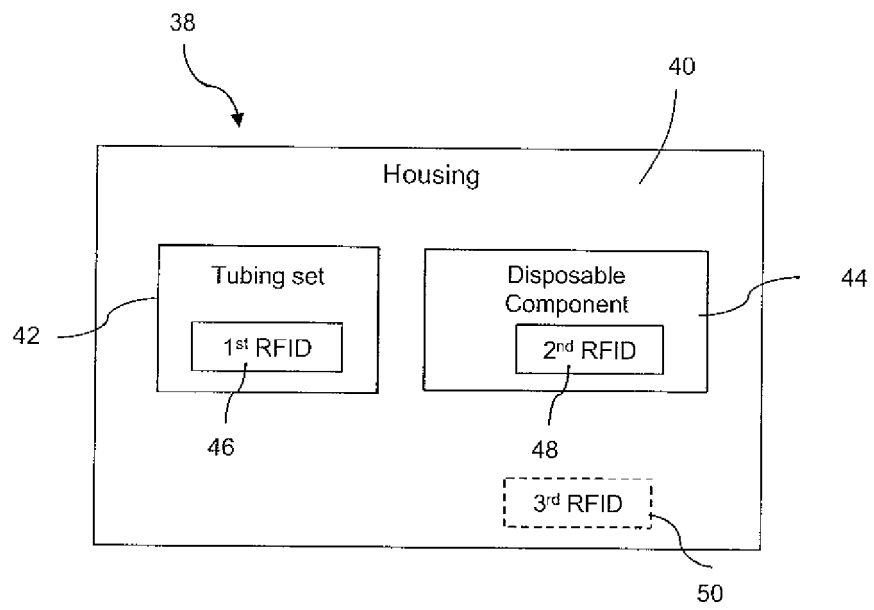 38
40
Housing
Tubing set
Disposable
Component
44
42
1st RFID
2nd RFID
46
48
3rd RFID
50